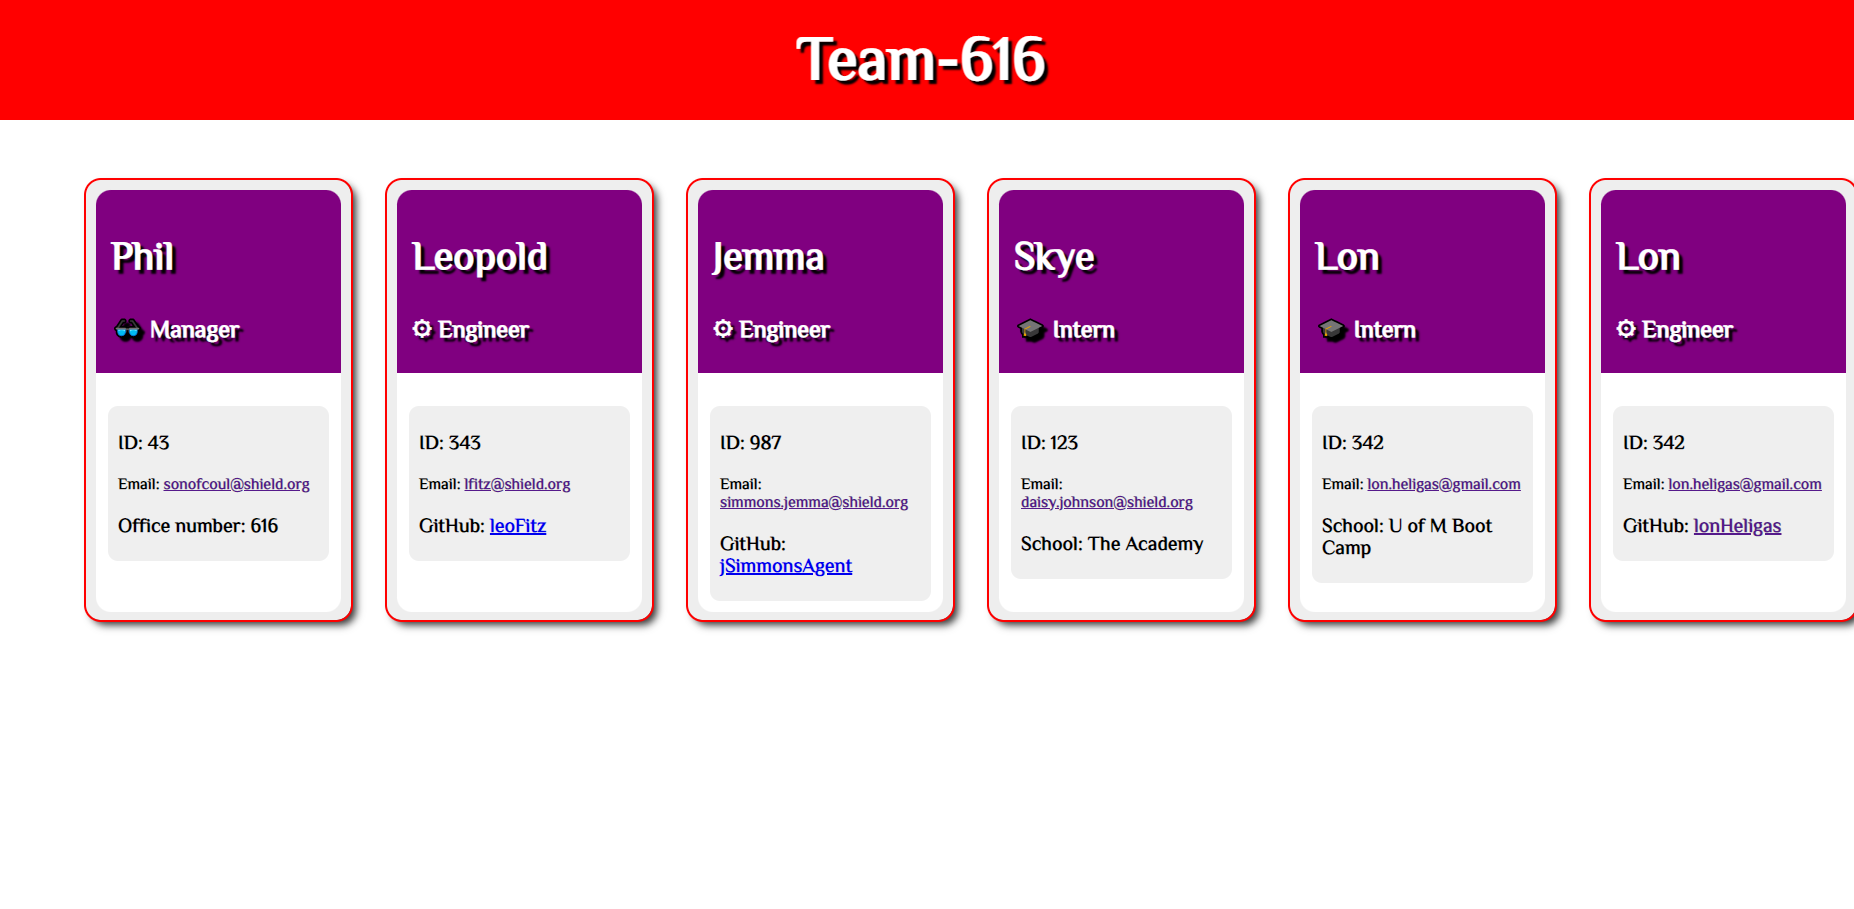 Team-616
Phil
Manager
ID: 43
Email: sonofcoul@shield.org
Office number: 616
Leopold
Engineer
ID: 343
Email: lfitz@shield.org
GitHub: leoFitz
Jemma
Engineer
ID: 987
Email:
simmons.jemma@shield.org
GitHub:
jSimmonsAgent
Skye
Intern
ID: 123
Email:
daisy.johnson@shield.org
School: The Academy
Lon
Intern
ID: 342
Email: lon.heligas@gmail.com
School: U of M Boot
Camp
Lon
Engineer
ID: 342
Email: lon.heligas@gmail.com
GitHub: lonHeligas